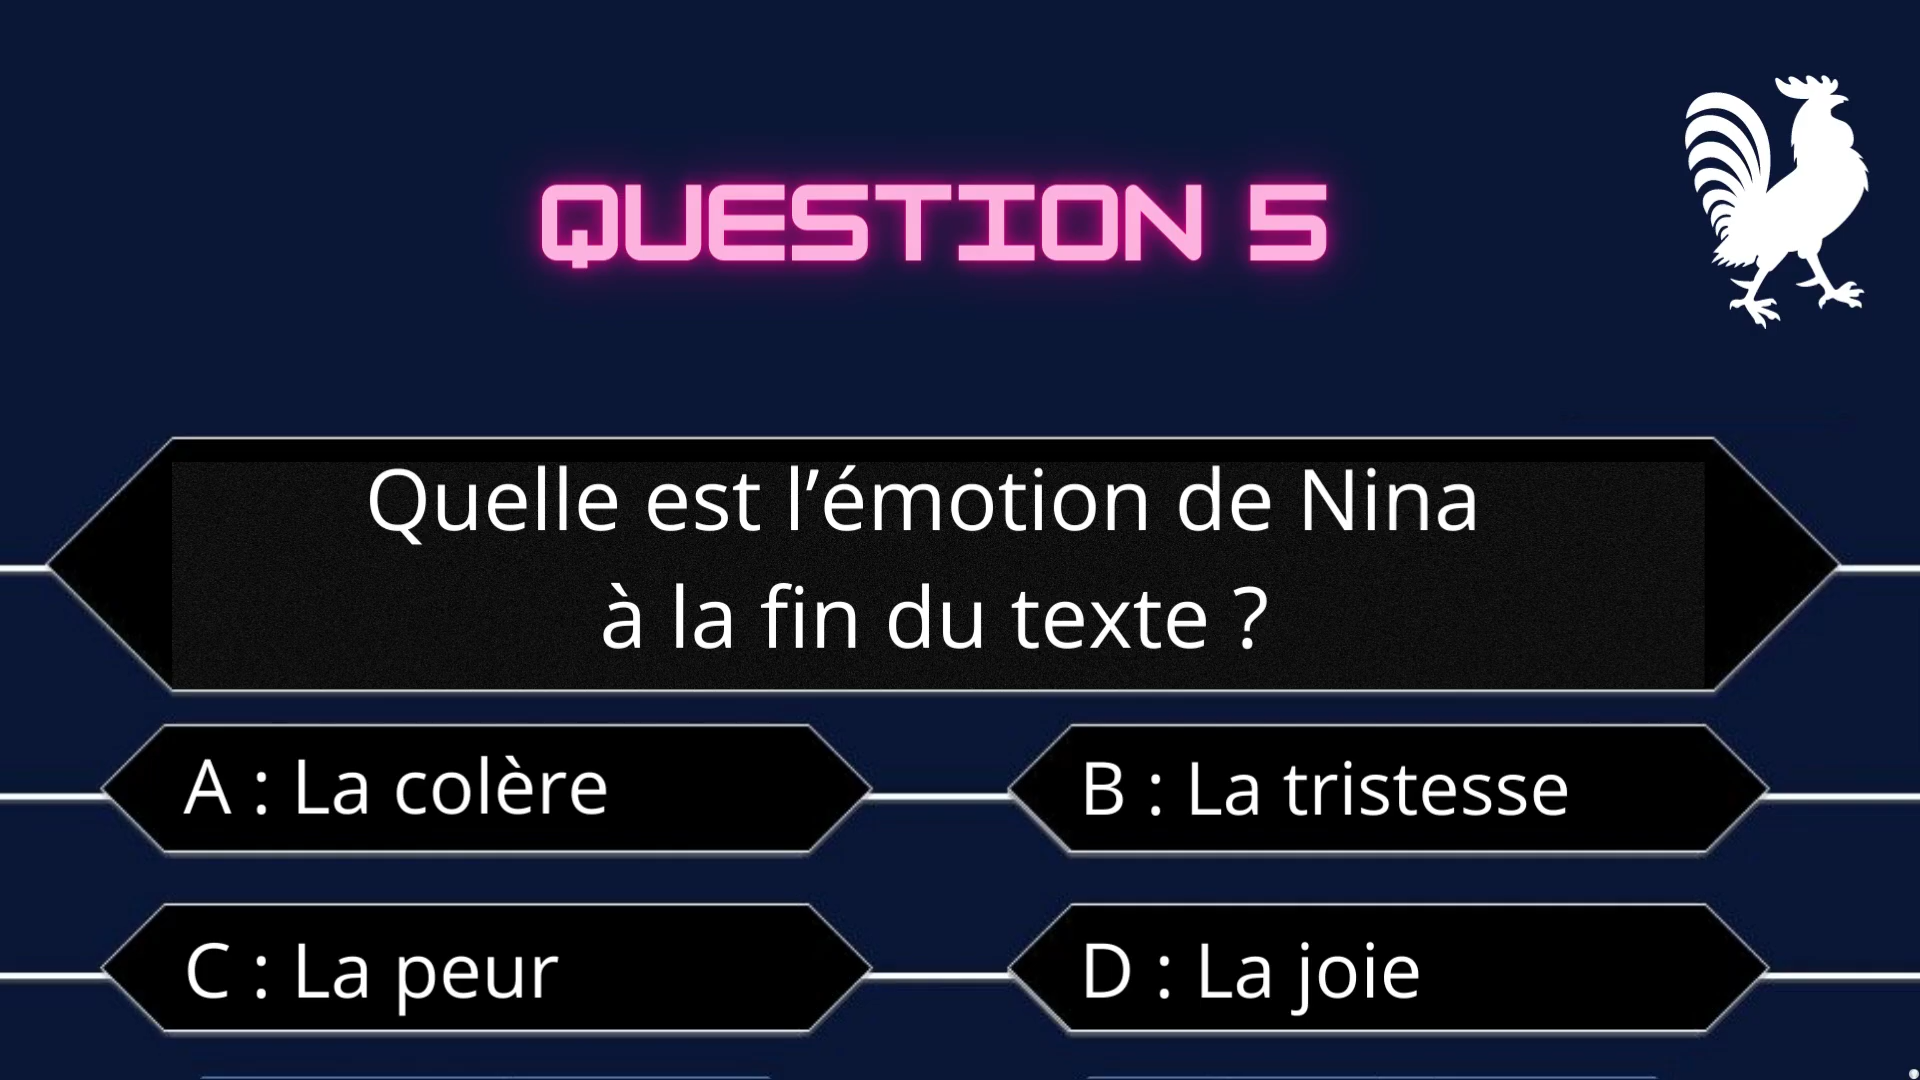 QUESTION 5
Quelle est l’émotion de Nina
à la fin du texte ?
A : La colère
B : La tristesse
C : La peur
D : La joie